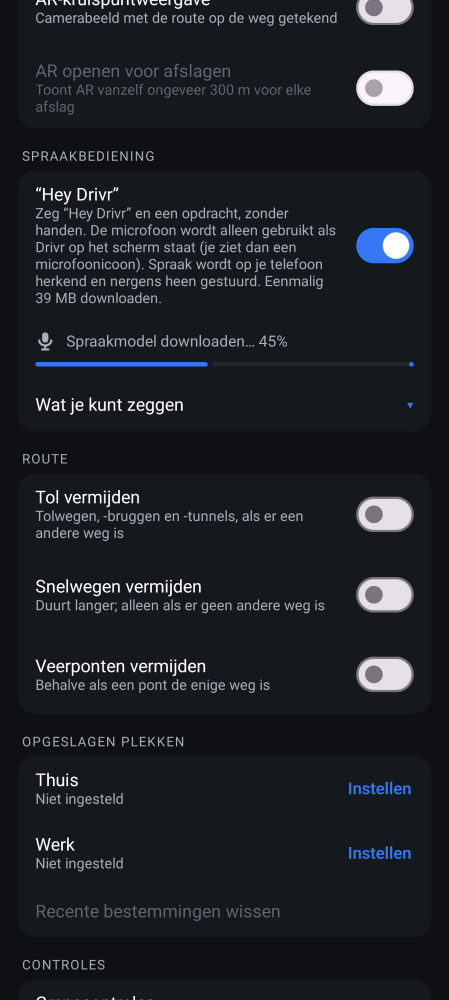 AR-kruispuntweergave
Camerabeeld met de route op de weg getekend
AR openen voor afslagen
Toont AR vanzelf ongeveer 300 m voor elke
afslag
SPRAAKBEDIENING
“Hey Drivr”
Zeg “Hey Drivr” en een opdracht, zonder
handen. De microfoon wordt alleen gebruikt als
Drivr op het scherm staat (je ziet dan een
microfoonicoon). Spraak wordt op je telefoon
herkend en nergens heen gestuurd. Eenmalig
39 MB downloaden.
Spraakmodel downloaden… 45%
Wat je kunt zeggen
ROUTE
Tol vermijden
Tolwegen, -bruggen en -tunnels, als er een
andere weg is
Snelwegen vermijden
Duurt langer; alleen als er geen andere weg is
Veerponten vermijden
Behalve als een pont de enige weg is
OPGESLAGEN PLEKKEN
Thuis
Niet ingesteld
Instellen
Werk
Niet ingesteld
Instellen
Recente bestemmingen wissen
CONTROLES